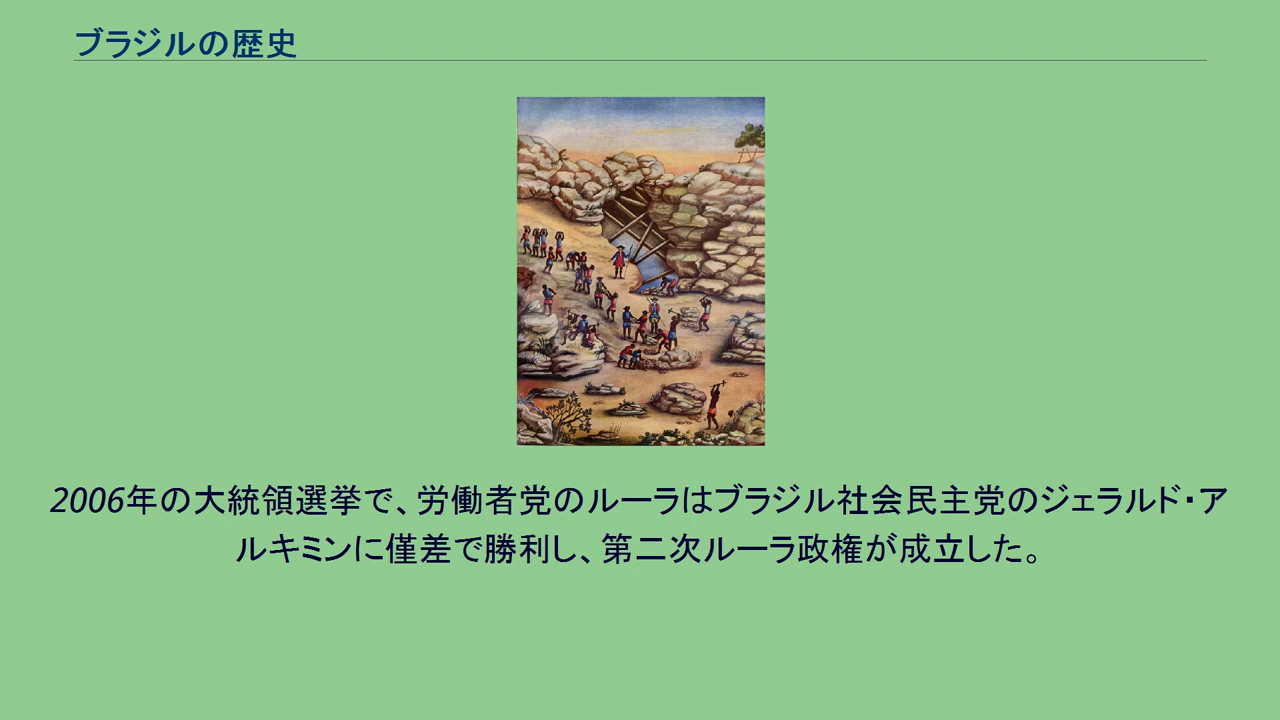 ブラジルの歴史
2006年の大統領選挙で、労働者党のルーラはブラジル社会民主党のジェラルド・ア
ルキミンに僅差で勝利し、第二次ルーラ政権が成立した。